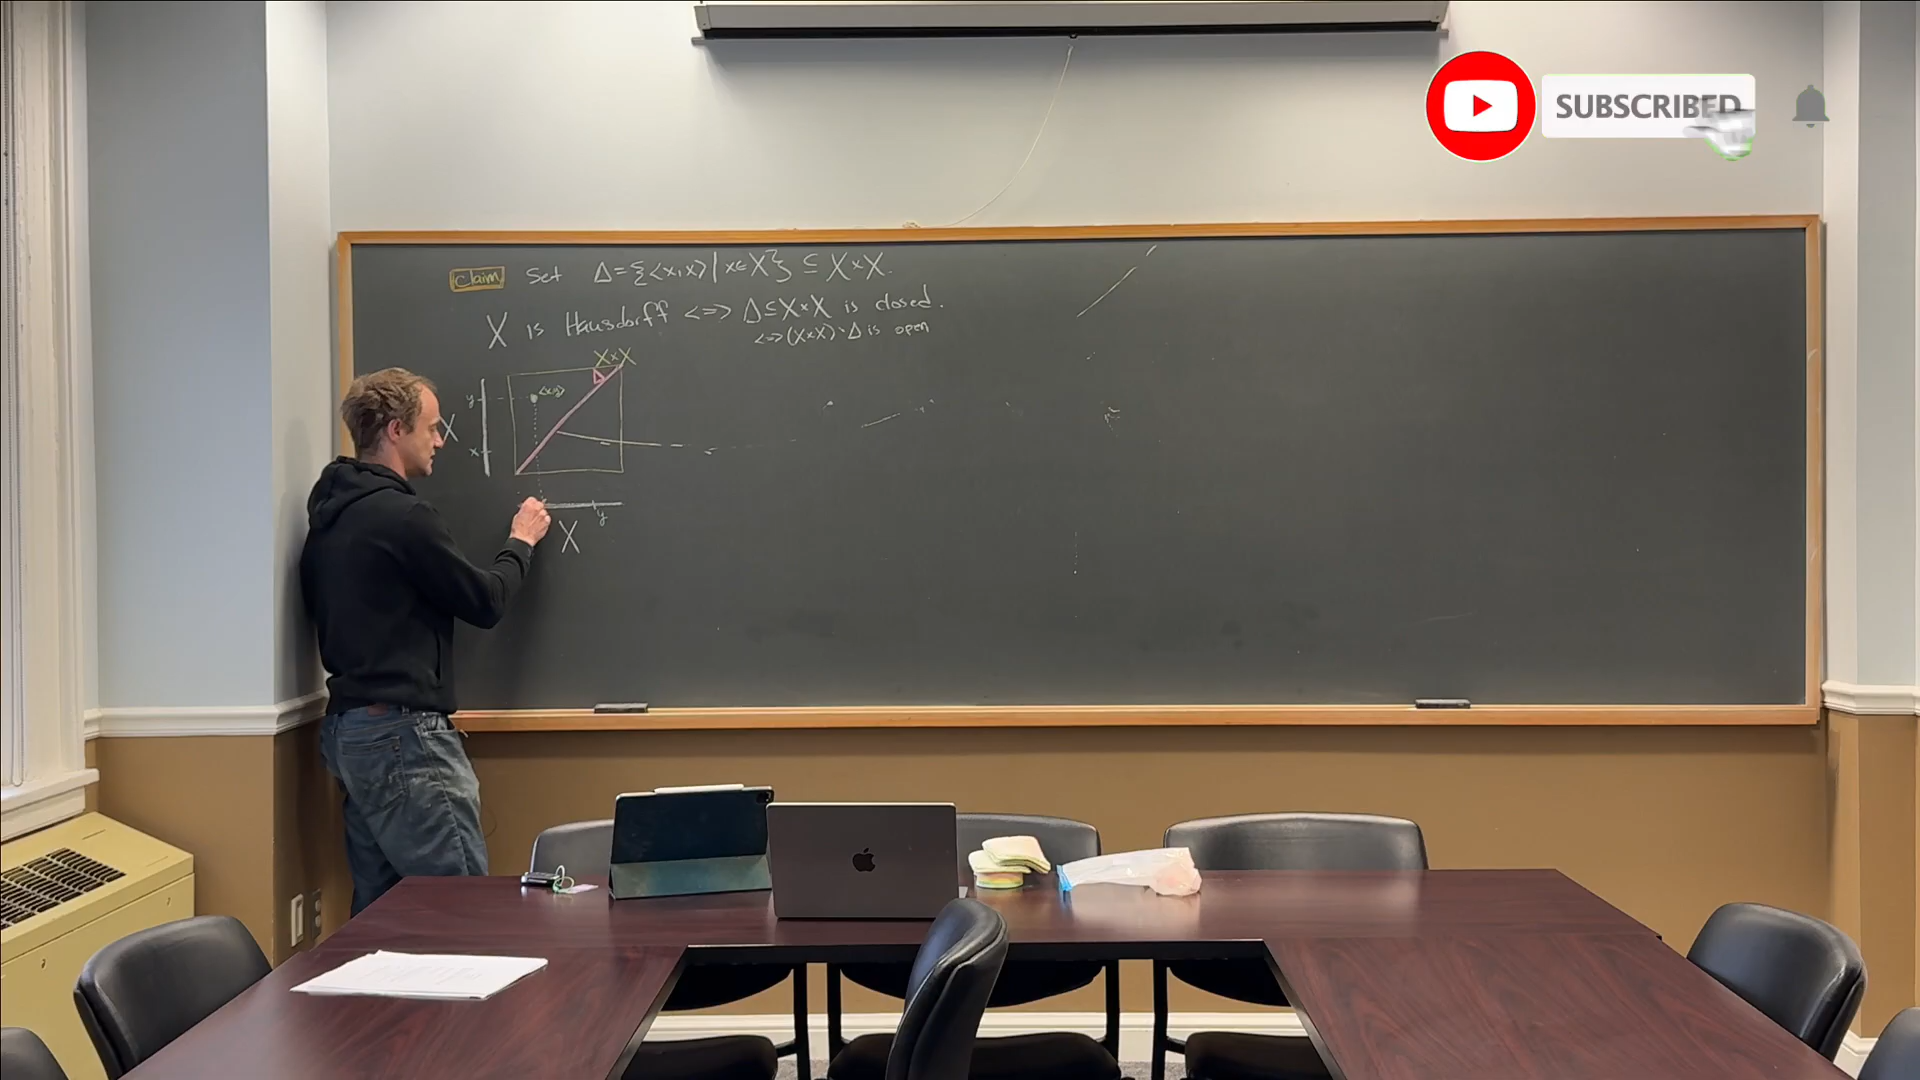 SUBSCRIBED
Claim Set Δ={<x,x>|x∈X} ⊆ X×X.
X is Hausdorff <=> Δ⊆X×X is closed.
<=> (X×X)∖Δ is open
X×X
Δ
y <x,y>
X
x
y
X